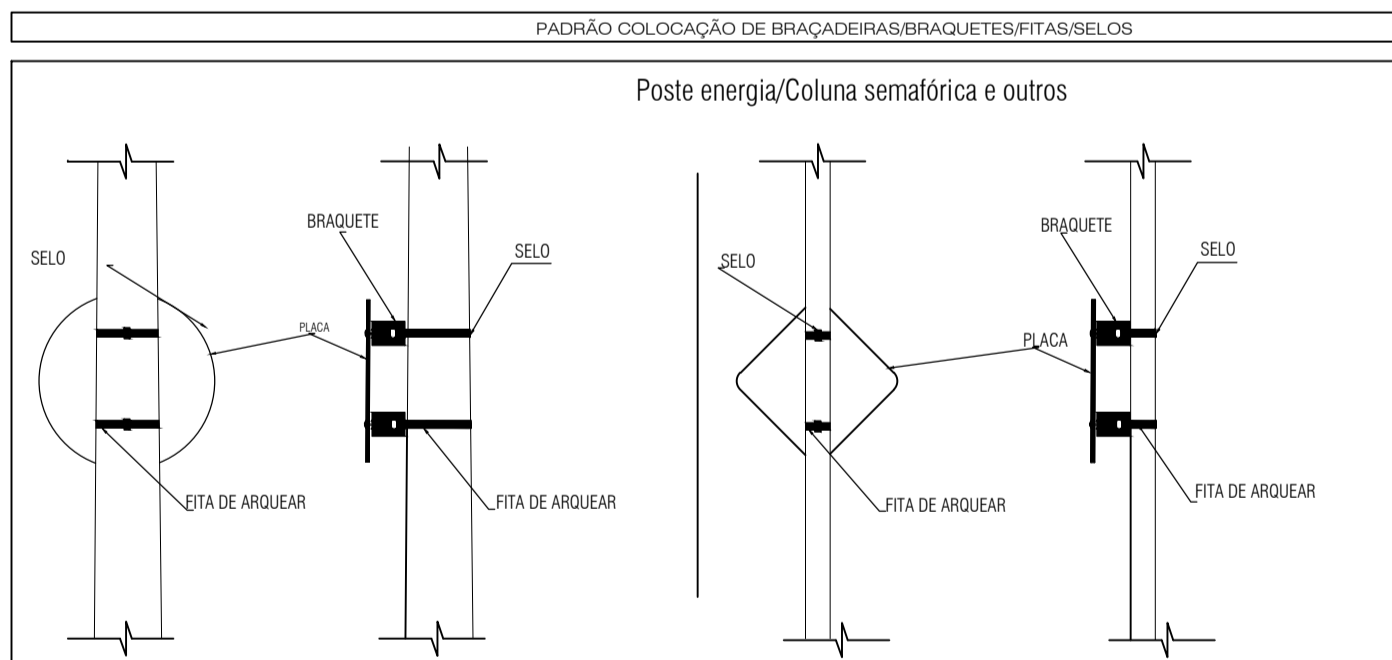 PADRÃO COLOCAÇÃO DE BRAÇADEIRAS/BRAQUETES/FITAS/SELOS
Poste energia/Coluna semafórica e outros
SELO
BRAQUETE
SELO
PLACA
FITA DE ARQUEAR
FITA DE ARQUEAR
SELO
BRAQUETE
SELO
PLACA
FITA DE ARQUEAR
FITA DE ARQUEAR